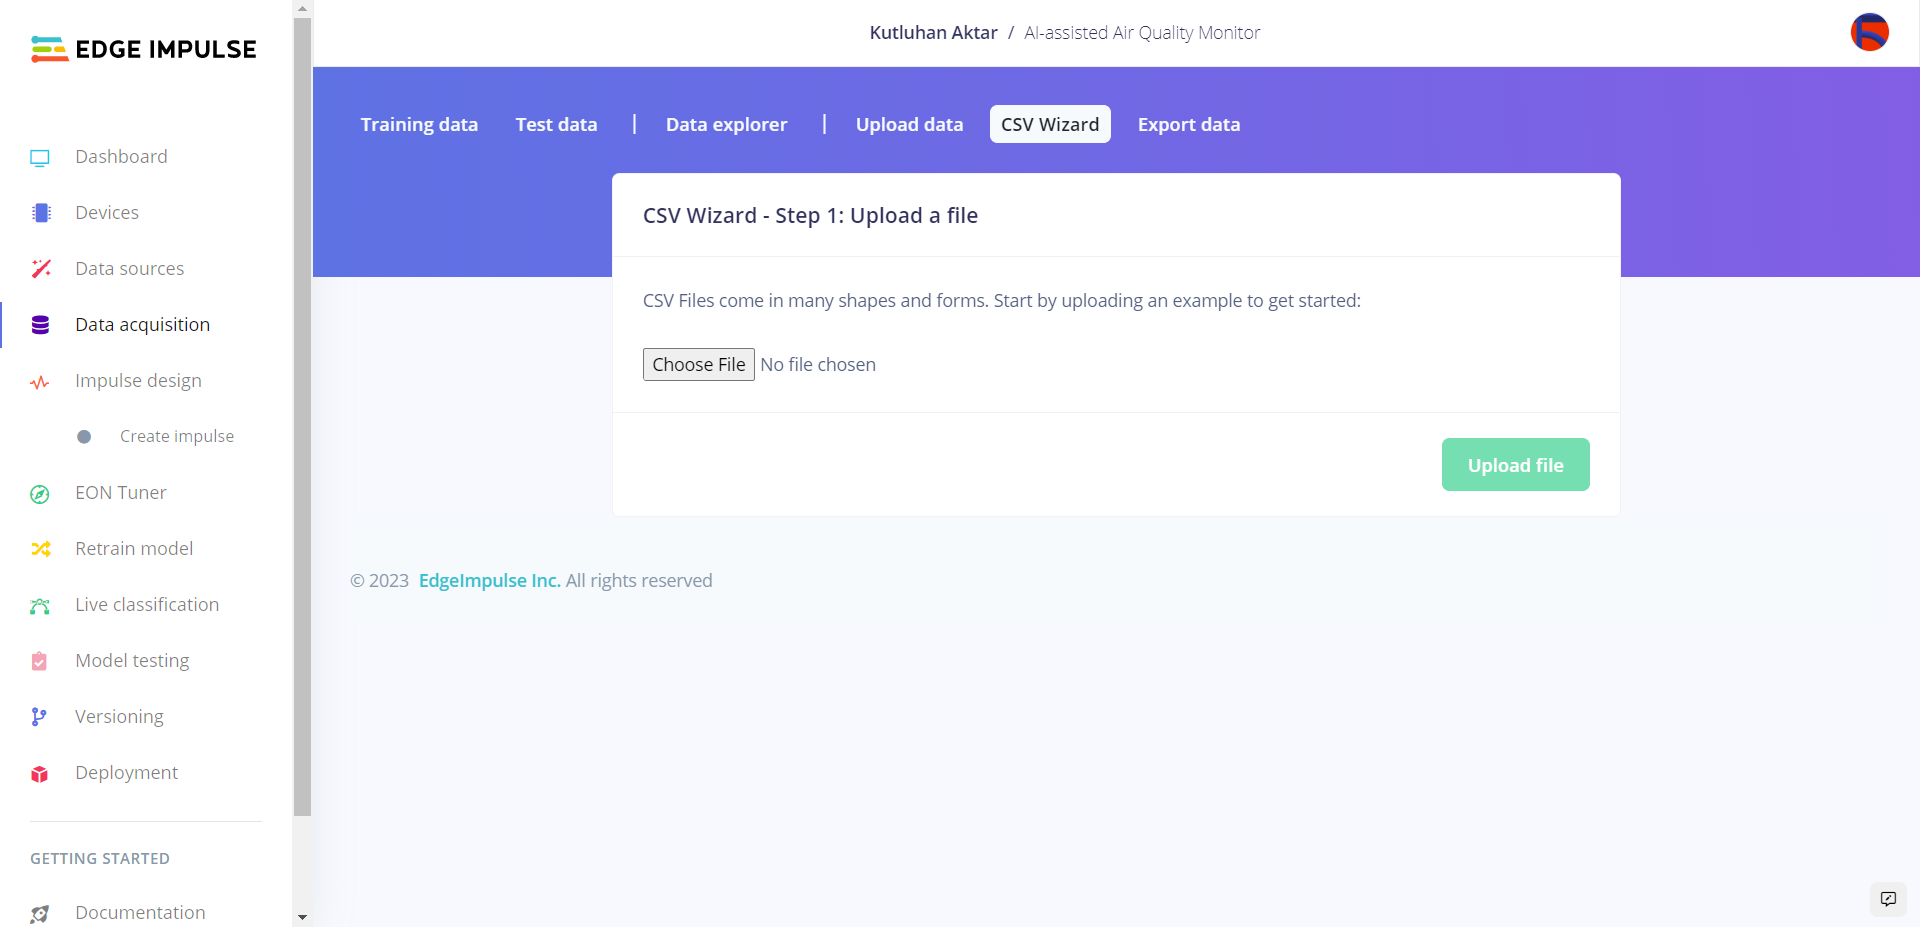 EDGE IMPULSE
Kutluhan Aktar / AI-assisted Air Quality Monitor
Training data Test data | Data explorer | Upload data CSV Wizard Export data
Dashboard
Devices
Data sources
Data acquisition
Impulse design
Create impulse
EON Tuner
Retrain model
Live classification
Model testing
Versioning
Deployment
GETTING STARTED
Documentation
CSV Wizard - Step 1: Upload a file
CSV Files come in many shapes and forms. Start by uploading an example to get started:
Choose File No file chosen
Upload file
© 2023 EdgeImpulse Inc. All rights reserved